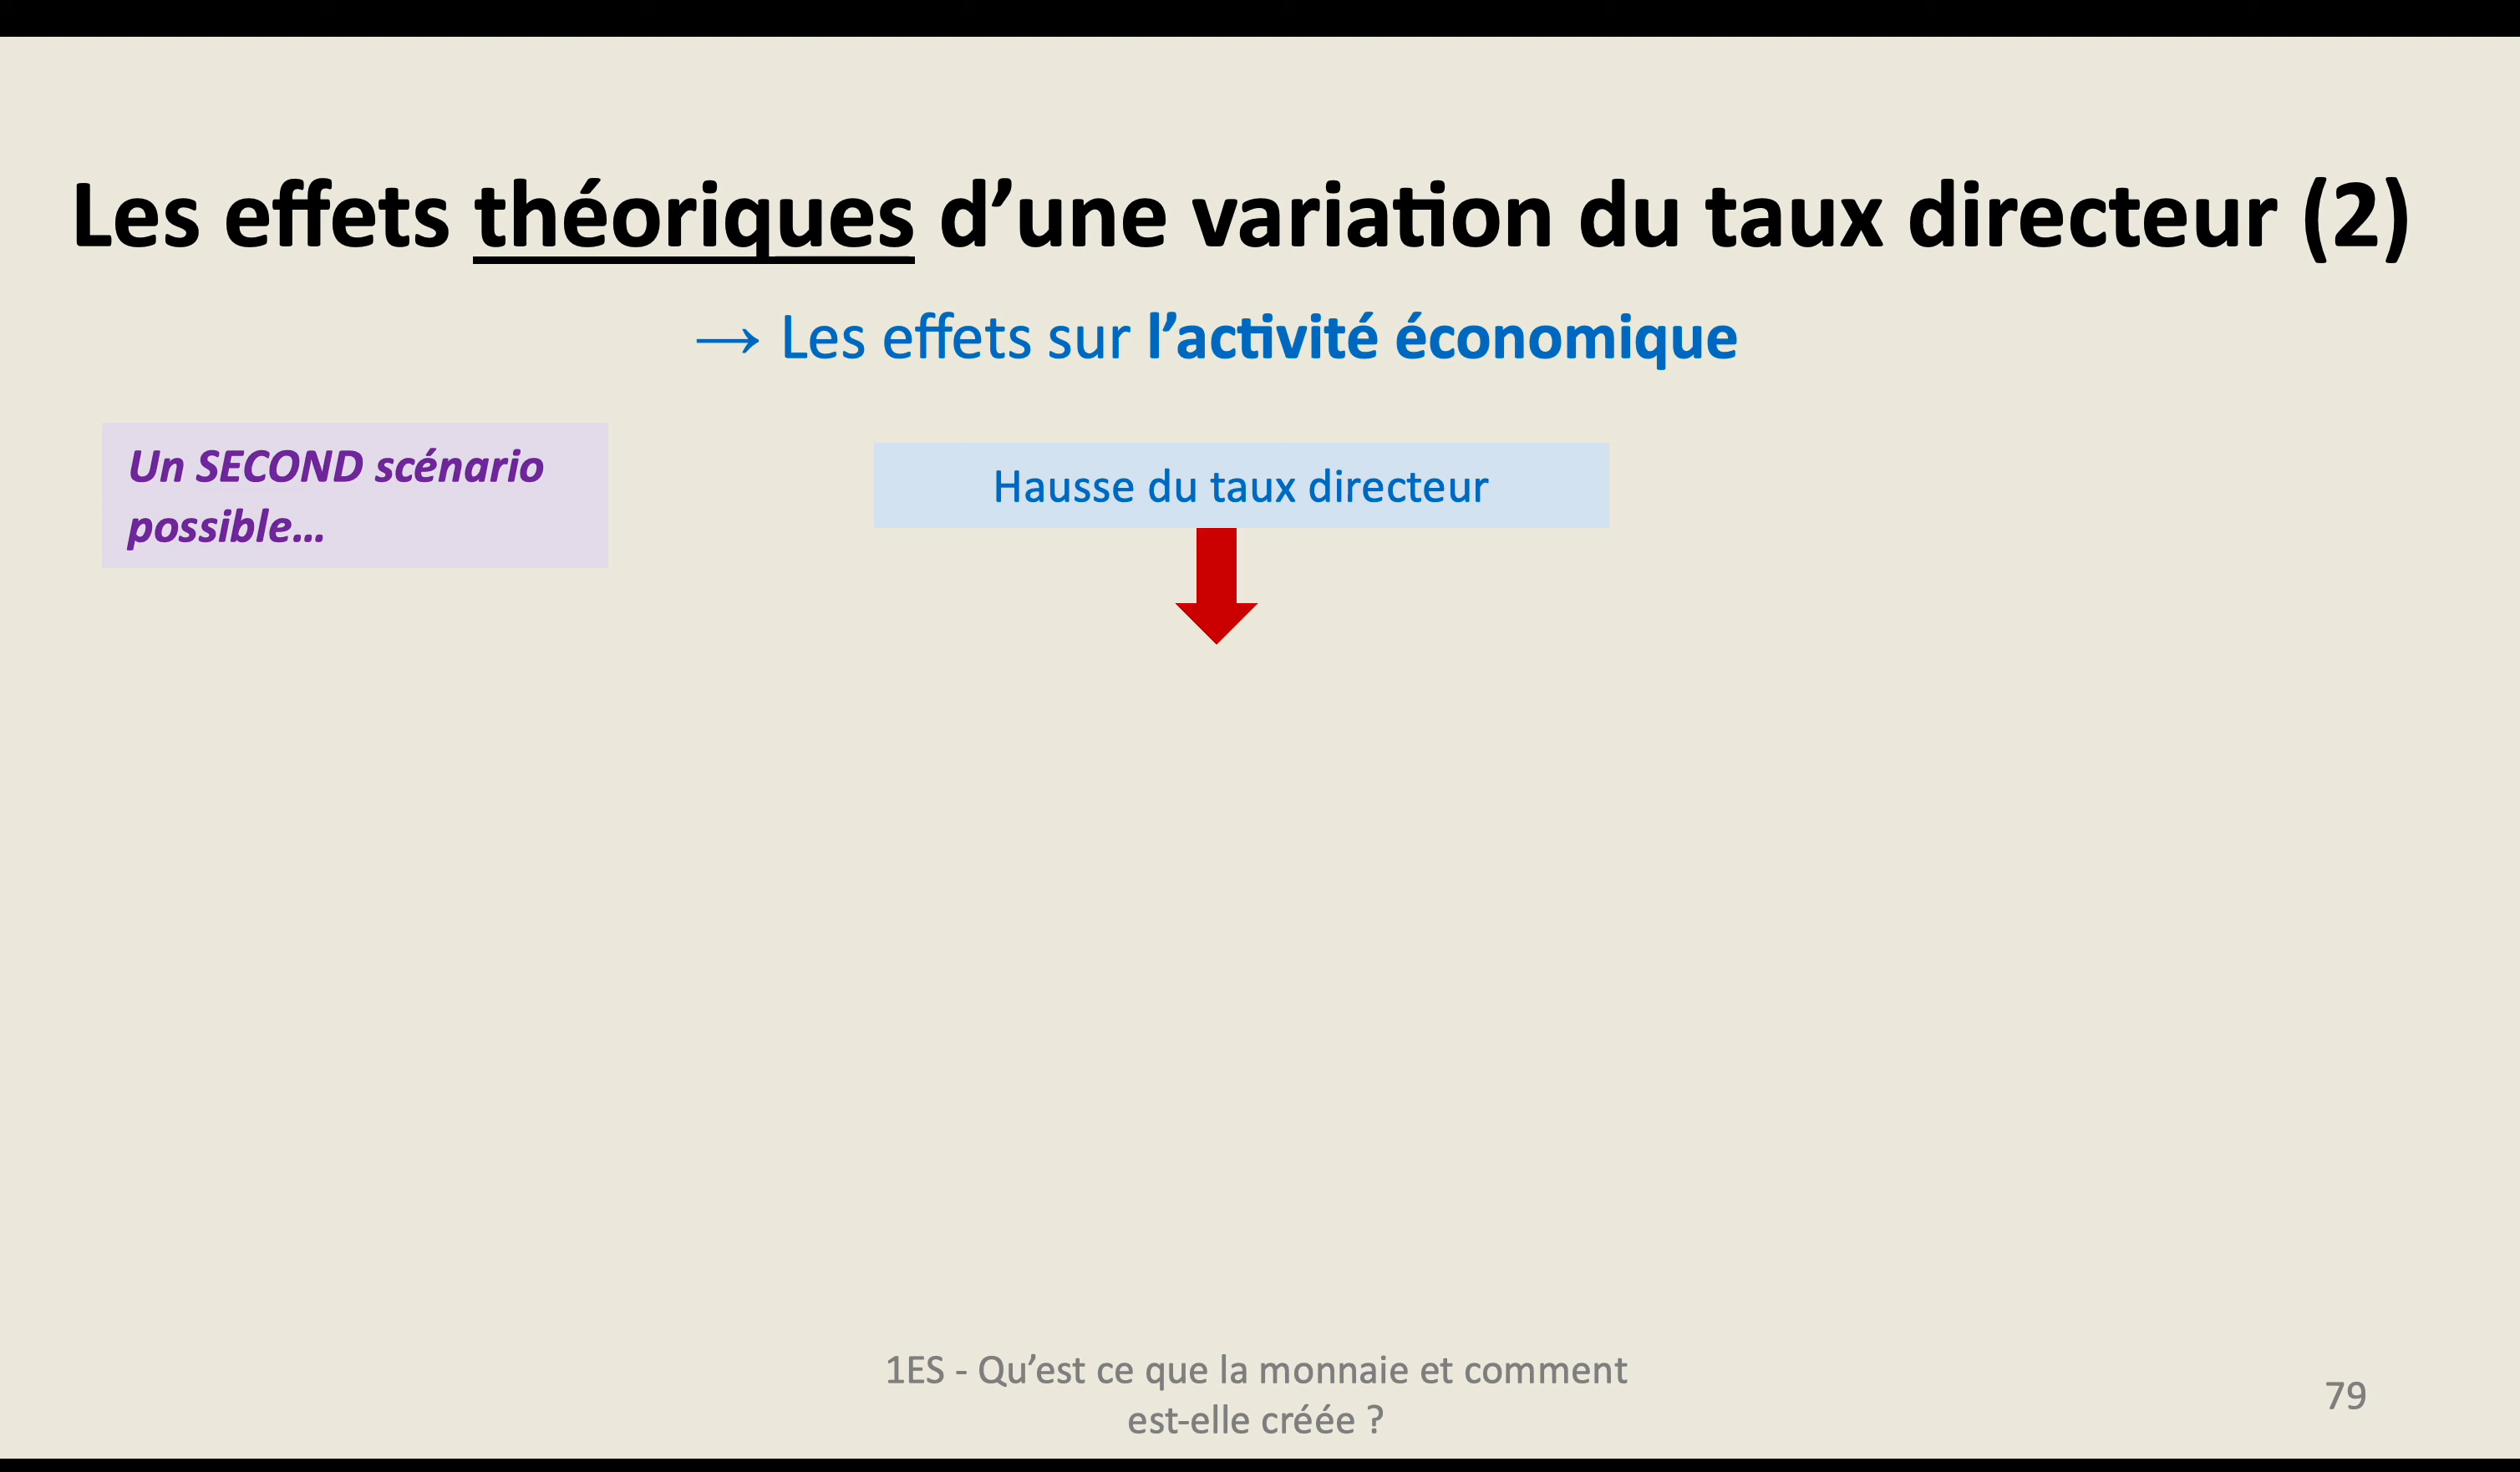 Les effets théoriques d’une variation du taux directeur (2)
→ Les effets sur l’activité économique
Un SECOND scénario
possible…
Hausse du taux directeur
1ES - Qu’est ce que la monnaie et comment
est-elle créée ?
79